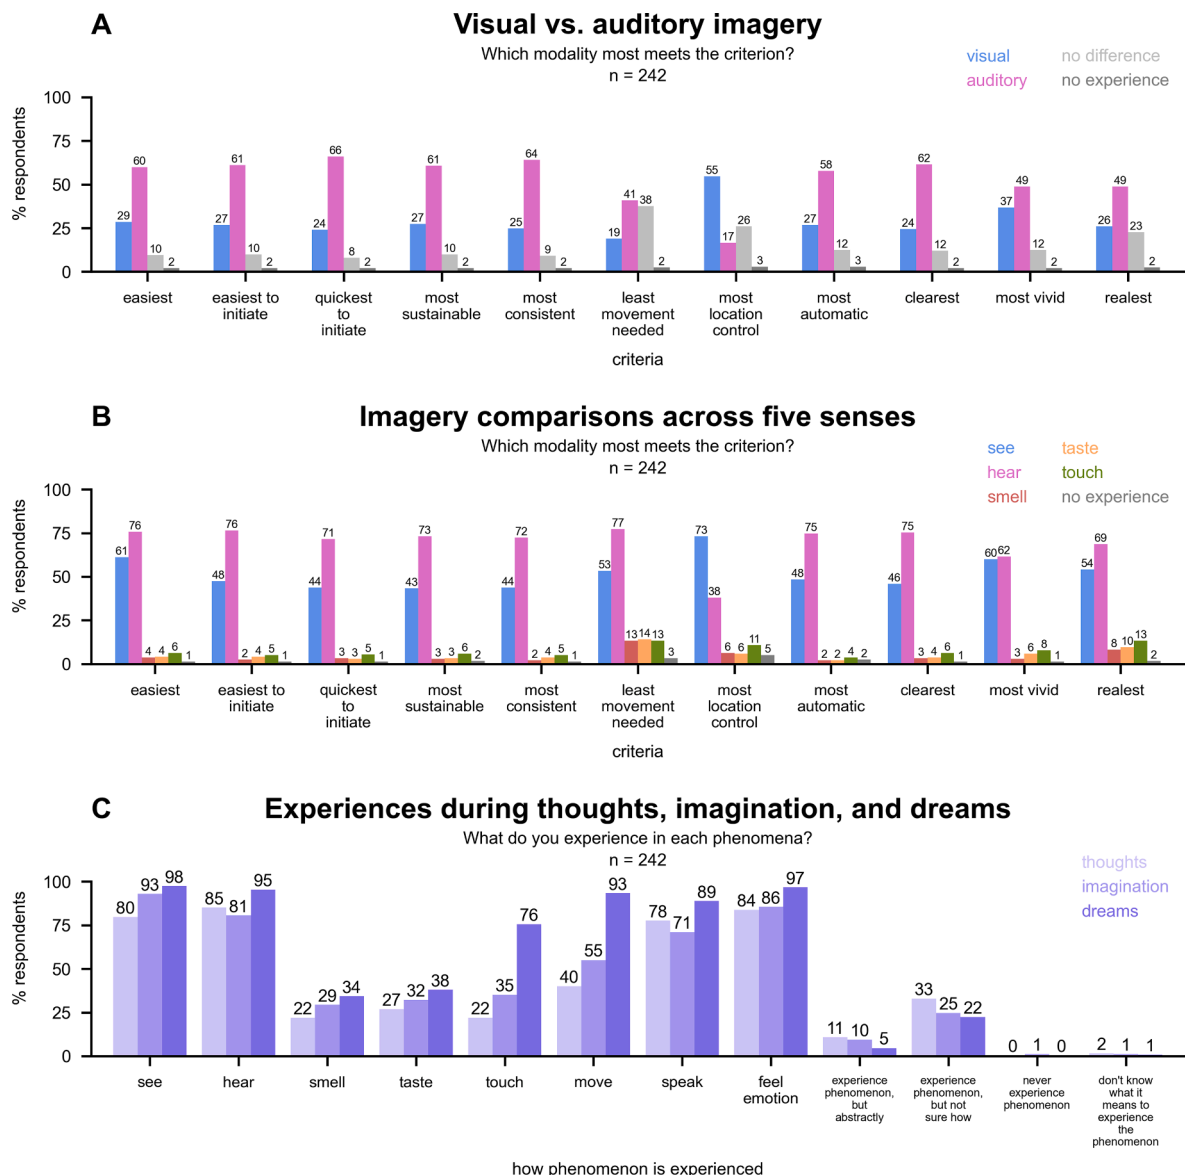 A
Visual vs. auditory imagery
Which modality most meets the criterion?
n = 242
visual no difference
auditory no experience
% respondents
100
75
50
25
0
29 60 10 2
27 61 10 2
24 66 8 2
27 61 10 2
25 64 9 2
19 41 38 2
55 17 26 3
27 58 12 3
24 62 12 2
37 49 12 2
26 49 23 2
easiest
easiest to
initiate
quickest
to
initiate
most
sustainable
most
consistent
least
movement
needed
most
location
control
most
automatic
clearest
most vivid
realest
criteria
B
Imagery comparisons across five senses
Which modality most meets the criterion?
n = 242
see taste
hear touch
smell no experience
% respondents
100
75
50
25
0
61 76 4 4 6 1
48 76 2 4 5 1
44 71 3 3 5 1
43 73 3 3 6 2
44 72 2 4 5 1
53 77 13 14 13 3
73 38 6 6 11 5
48 75 2 2 4 2
46 75 3 4 6 1
60 62 3 6 8 1
54 69 8 10 13 2
easiest
easiest to
initiate
quickest
to
initiate
most
sustainable
most
consistent
least
movement
needed
most
location
control
most
automatic
clearest
most vivid
realest
criteria
C
Experiences during thoughts, imagination, and dreams
What do you experience in each phenomena?
n = 242
thoughts
imagination
dreams
% respondents
100
75
50
25
0
80 93 98
85 81 95
22 29 34
27 32 38
22 35 76
40 55 93
78 71 89
84 86 97
11 10 5
33 25 22
0 1 0
2 1 1
see
hear
smell
taste
touch
move
speak
feel
emotion
experience
phenomenon,
but
abstractly
experience
phenomenon,
but not
sure how
never
experience
phenomenon
don't know
what it
means to
experience
the
phenomenon
how phenomenon is experienced